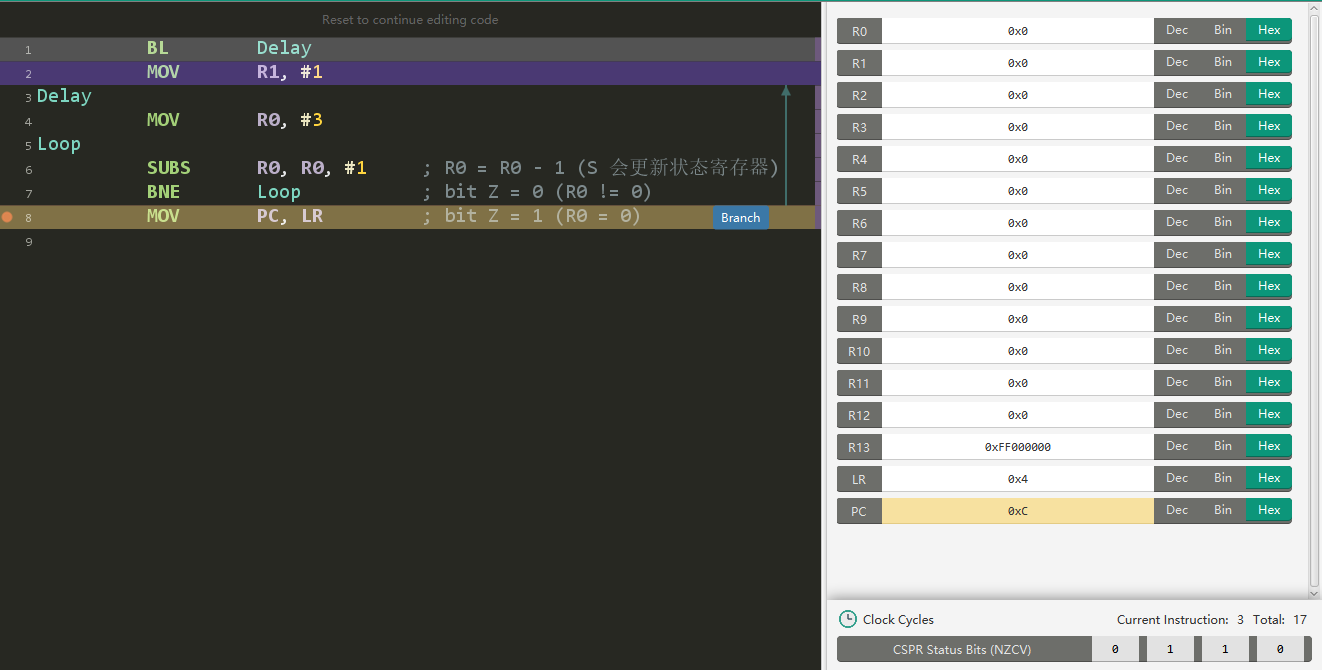 Reset to continue editing code
1 BL Delay
2 MOV R1, #1
3 Delay
4 MOV R0, #3
5 Loop
6 SUBS R0, R0, #1 ; R0 = R0 - 1 (S 会更新状态寄存器)
7 BNE Loop ; bit Z = 0 (R0 != 0)
8 MOV PC, LR ; bit Z = 1 (R0 = 0) Branch
9
R0 0x0 Dec Bin Hex
R1 0x0 Dec Bin Hex
R2 0x0 Dec Bin Hex
R3 0x0 Dec Bin Hex
R4 0x0 Dec Bin Hex
R5 0x0 Dec Bin Hex
R6 0x0 Dec Bin Hex
R7 0x0 Dec Bin Hex
R8 0x0 Dec Bin Hex
R9 0x0 Dec Bin Hex
R10 0x0 Dec Bin Hex
R11 0x0 Dec Bin Hex
R12 0x0 Dec Bin Hex
R13 0xFF000000 Dec Bin Hex
LR 0x4 Dec Bin Hex
PC 0xC Dec Bin Hex
Clock Cycles Current Instruction: 3 Total: 17
CSPR Status Bits (NZCV) 0 1 1 0